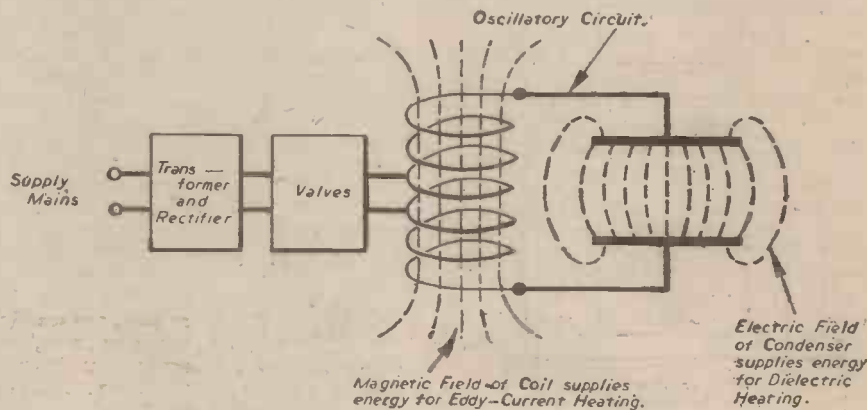 Oscillatory Circuit.
Supply
Mains
Trans –
former
and
Rectifier
Valves
Magnetic Field of Coil supplies
energy for Eddy-Current Heating.
Electric Field
of Condenser
supplies energy
for Dielectric
Heating.